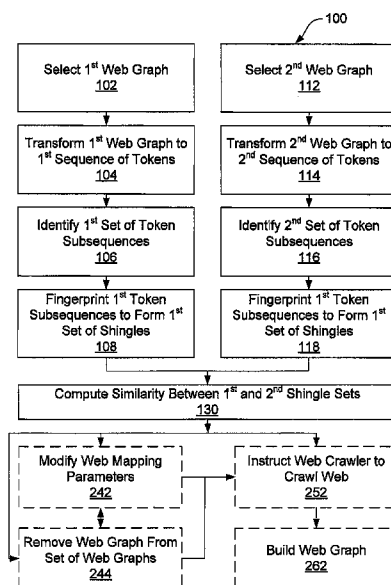 100
Select 1st Web Graph
102
Select 2nd Web Graph
112
Transform 1st Web Graph to
1st Sequence of Tokens
104
Transform 2nd Web Graph to
2nd Sequence of Tokens
114
Identify 1st Set of Token
Subsequences
106
Identify 2nd Set of Token
Subsequences
116
Fingerprint 1st Token
Subsequences to Form 1st
Set of Shingles
108
Fingerprint 1st Token
Subsequences to Form 1st
Set of Shingles
118
Compute Similarity Between 1st and 2nd Shingle Sets
130
Modify Web Mapping
Parameters
242
Instruct Web Crawler to
Crawl Web
252
Remove Web Graph From
Set of Web Graphs
244
Build Web Graph
262